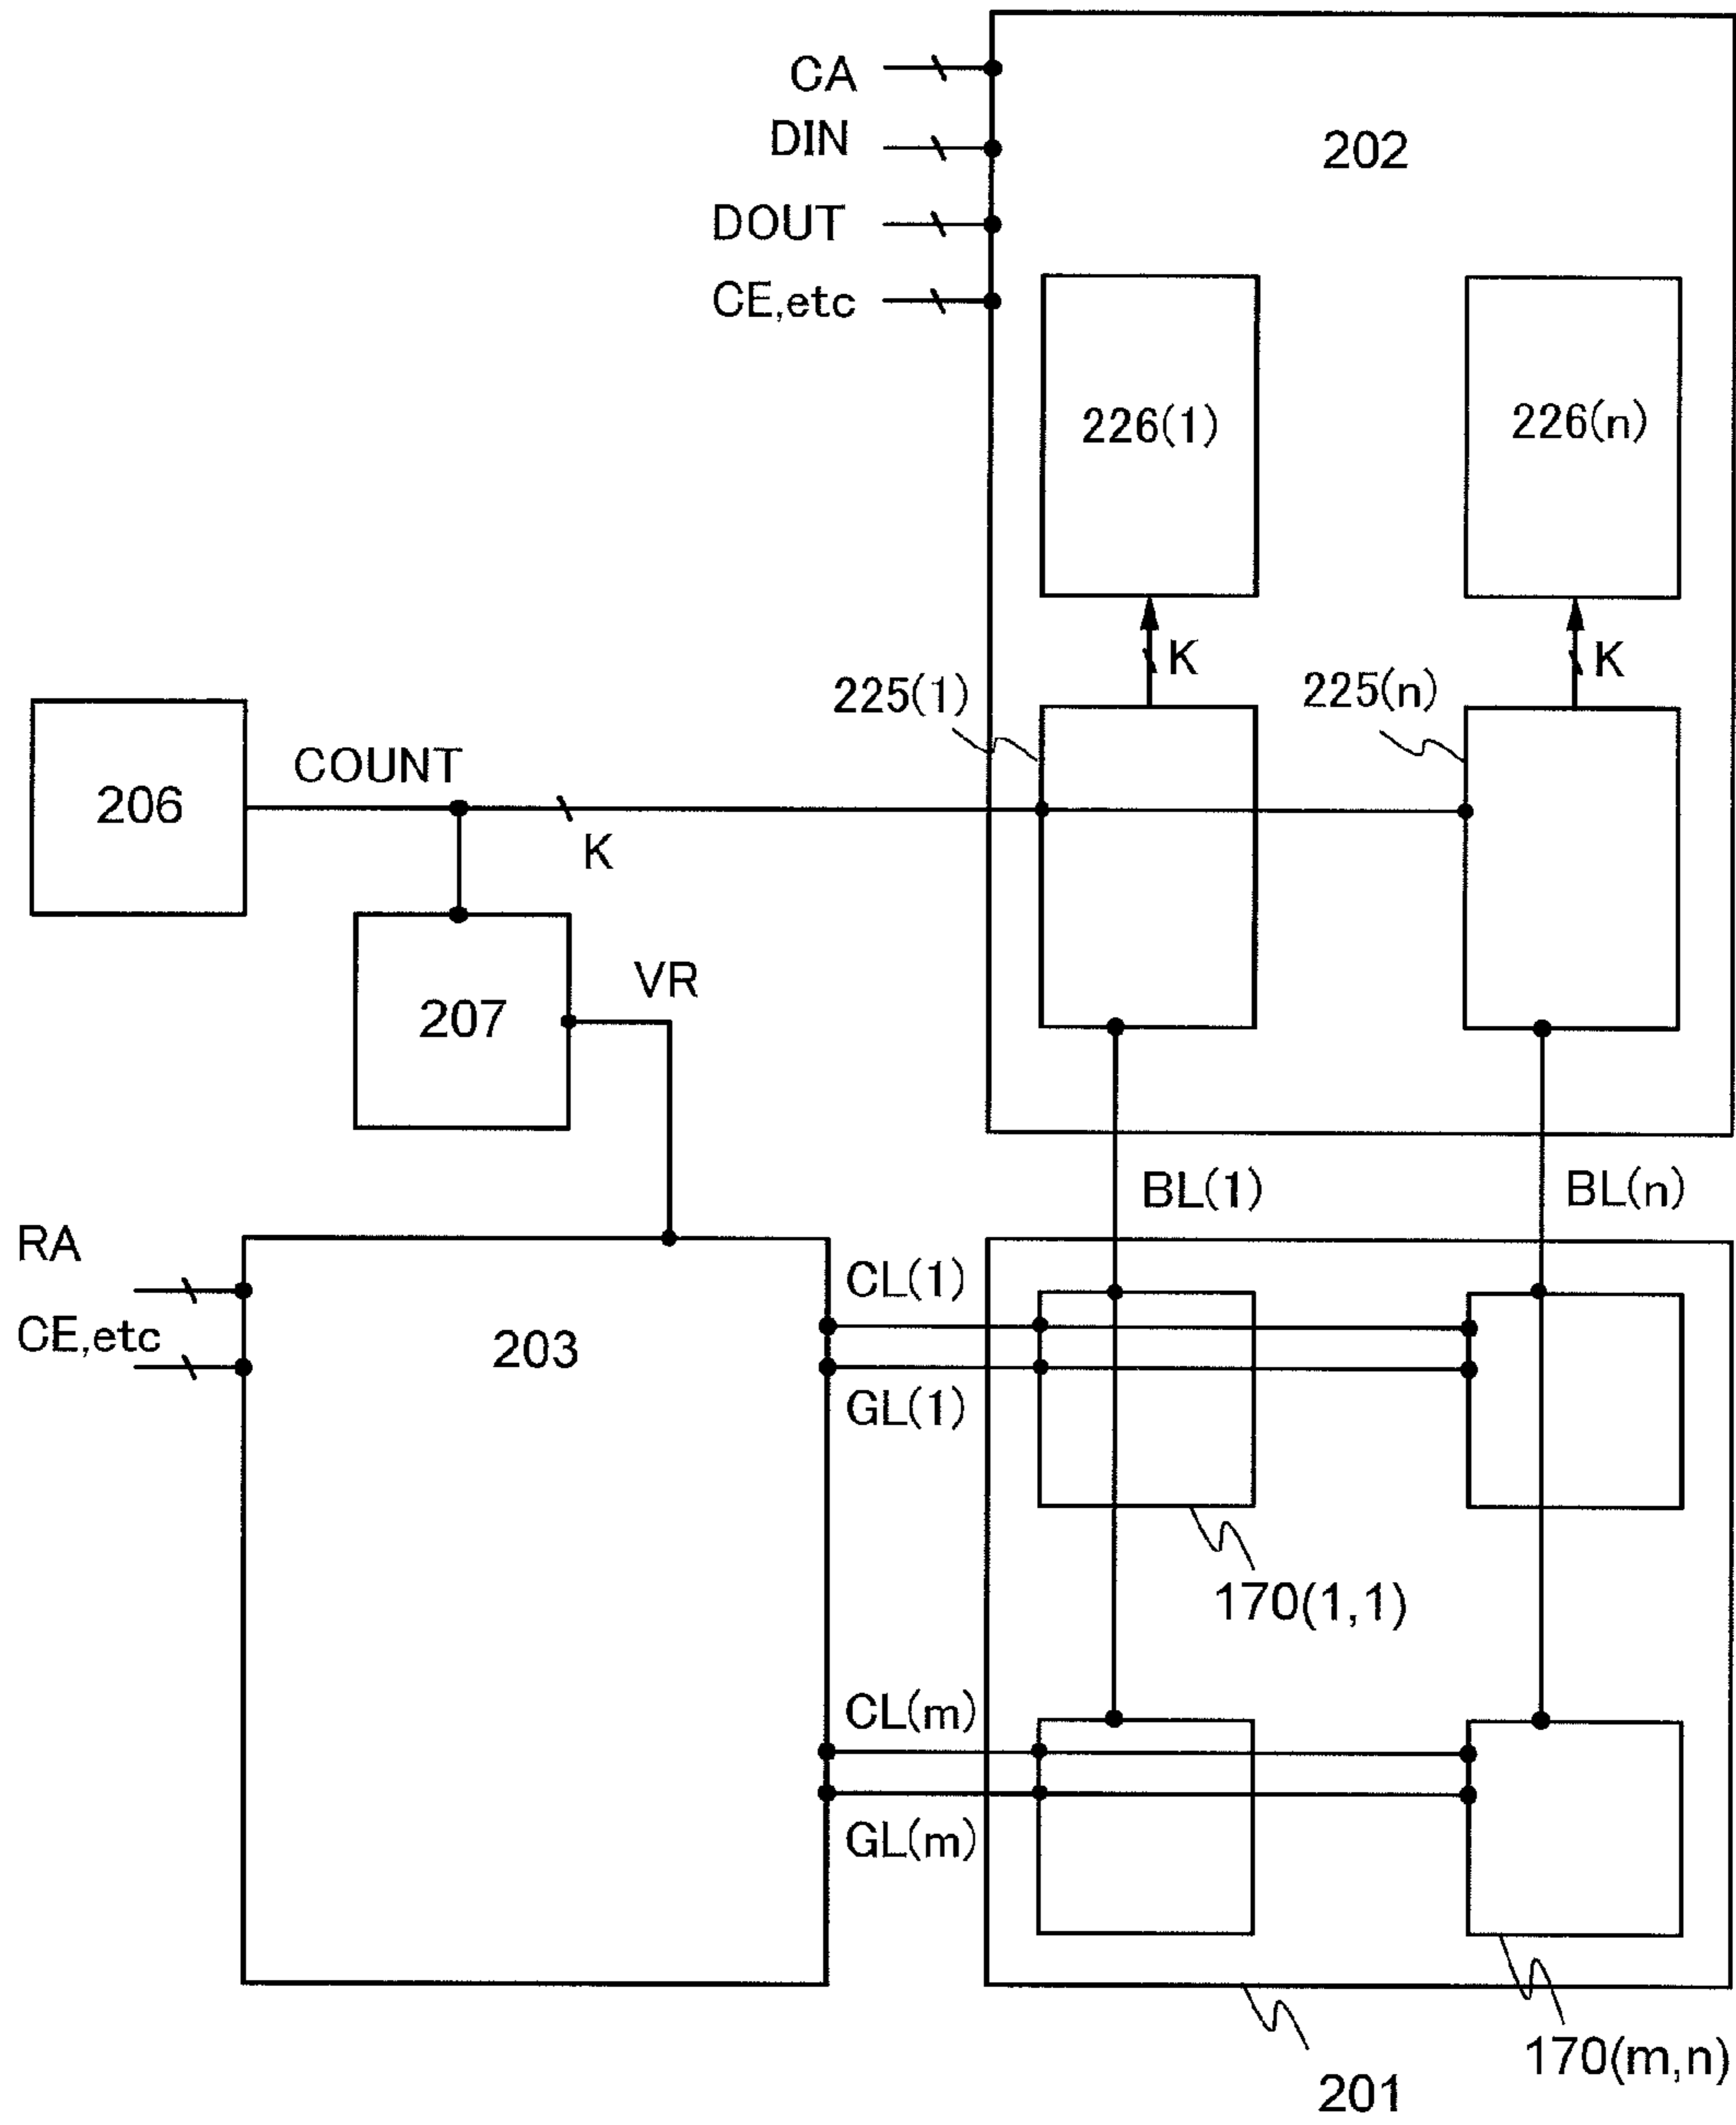 CA
DIN
202
DOUT
CE,etc
226(1)
226(n)
K
K
225(1)
225(n)
COUNT
206
K
VR
207
BL(1)
BL(n)
RA
CE,etc
203
CL(1)
GL(1)
170(1,1)
CL(m)
GL(m)
170(m,n)
201